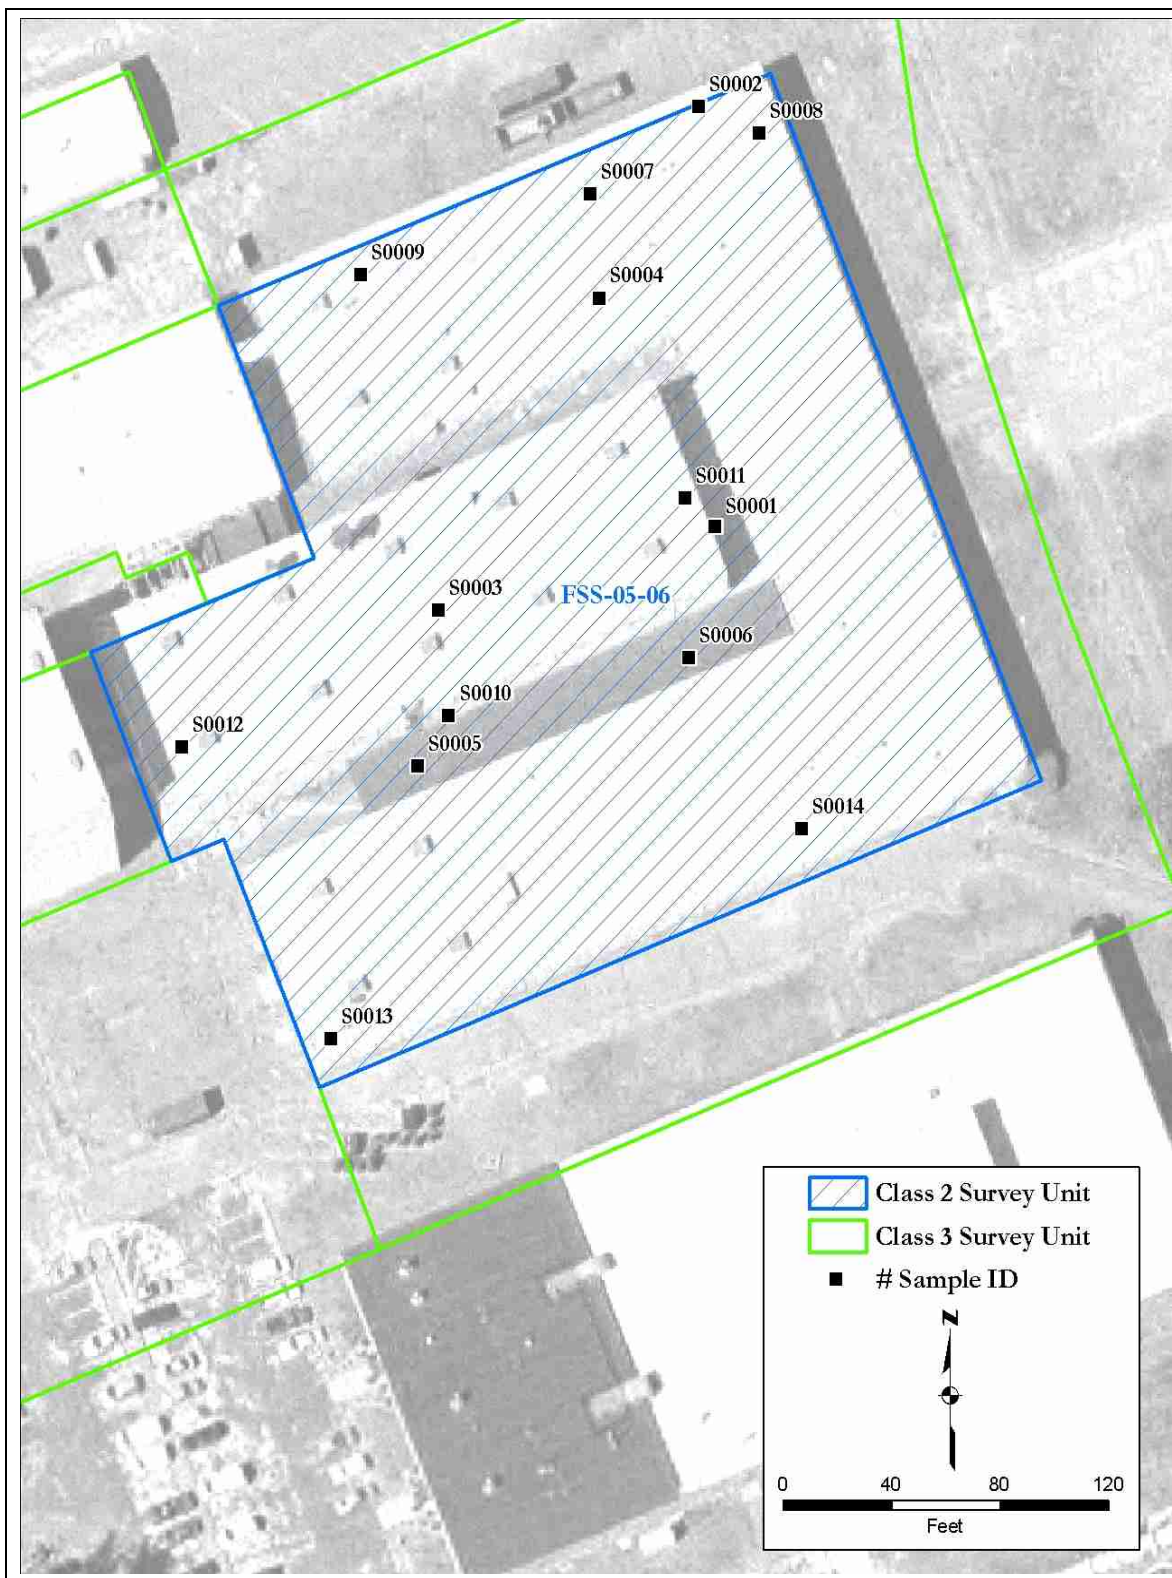 S0002
S0008
S0007
S0009
S0004
S0011
S0001
S0003
FSS-05-06
S0006
S0010
S0012
S0005
S0014
S0013
Class 2 Survey Unit
Class 3 Survey Unit
# Sample ID
N
0 40 80 120
Feet